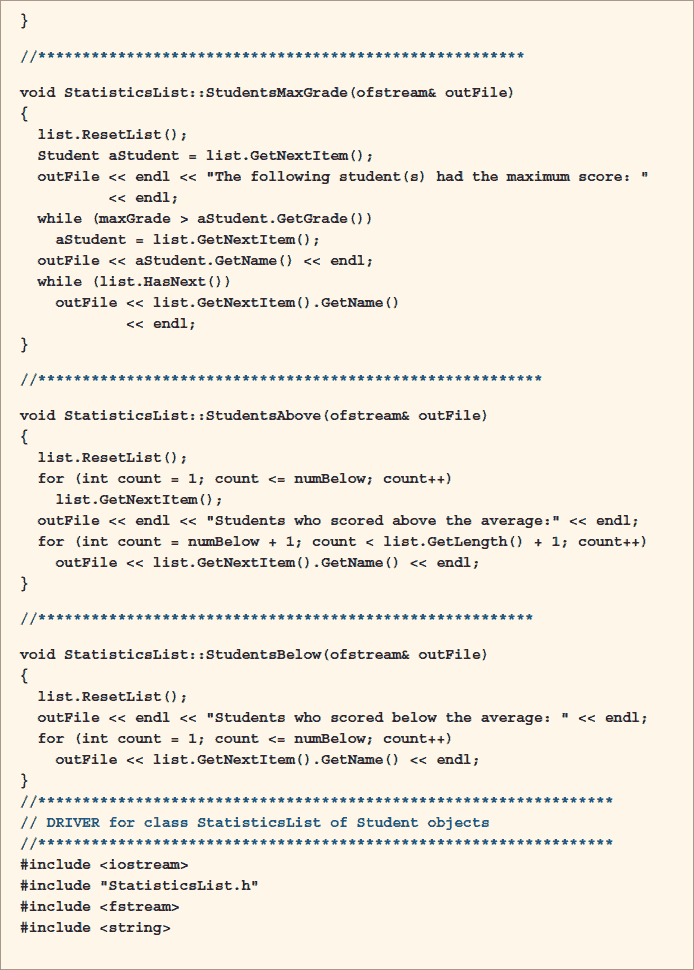 }
//*******************************************************
void StatisticsList::StudentsMaxGrade(ofstream& outFile)
{
  list.ResetList();
  Student aStudent = list.GetNextItem();
  outFile << endl << "The following student(s) had the maximum score: "
          << endl;
  while (maxGrade > aStudent.GetGrade())
    aStudent = list.GetNextItem();
  outFile << aStudent.GetName() << endl;
  while (list.HasNext())
    outFile << list.GetNextItem().GetName()
            << endl;
}
//*********************************************************
void StatisticsList::StudentsAbove(ofstream& outFile)
{
  list.ResetList();
  for (int count = 1; count <= numBelow; count++)
    list.GetNextItem();
  outFile << endl << "Students who scored above the average:" << endl;
  for (int count = numBelow + 1; count < list.GetLength() + 1; count++)
    outFile << list.GetNextItem().GetName() << endl;
}
//********************************************************
void StatisticsList::StudentsBelow(ofstream& outFile)
{
  list.ResetList();
  outFile << endl << "Students who scored below the average: " << endl;
  for (int count = 1; count <= numBelow; count++)
    outFile << list.GetNextItem().GetName() << endl;
}
//*****************************************************************
// DRIVER for class StatisticsList of Student objects
//*****************************************************************
#include <iostream>
#include "StatisticsList.h"
#include <fstream>
#include <string>